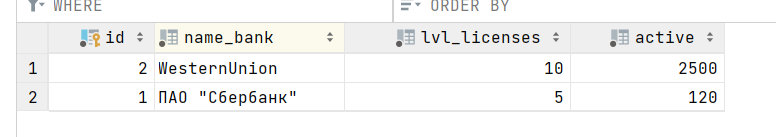 WHERE ORDER BY
id name_bank lvl_licenses active
1 2 WesternUnion 10 2500
2 1 ПАО "Сбербанк" 5 120